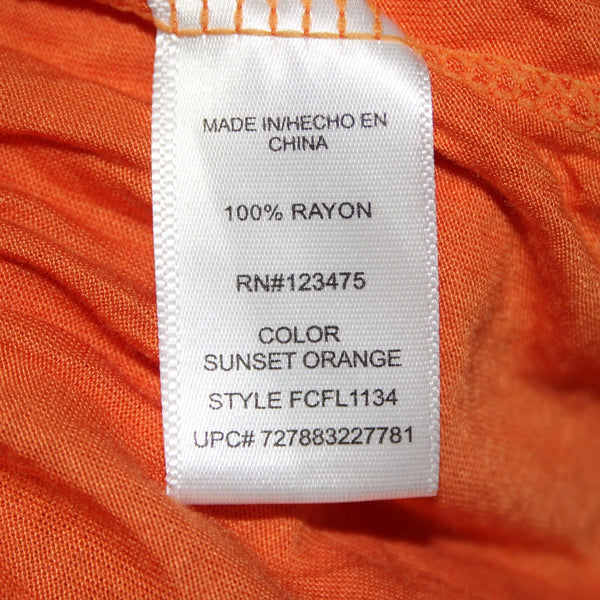 MADE IN/HECHO EN
CHINA
100% RAYON
RN#123475
COLOR
SUNSET ORANGE
STYLE FCFL1134
UPC# 727883227781